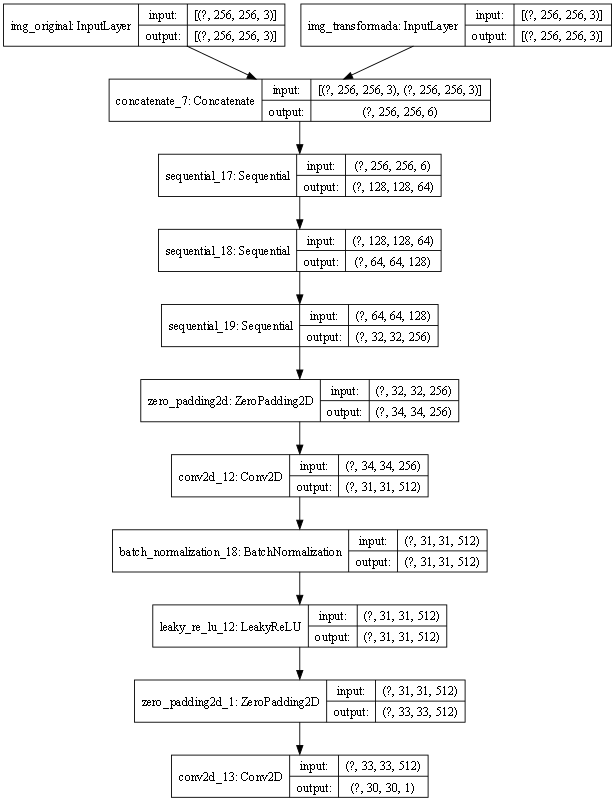 img_original: InputLayer
input:
[(?, 256, 256, 3)]
output:
[(?, 256, 256, 3)]
img_transformada: InputLayer
input:
[(?, 256, 256, 3)]
output:
[(?, 256, 256, 3)]
concatenate_7: Concatenate
input:
[(?, 256, 256, 3), (?, 256, 256, 3)]
output:
(?, 256, 256, 6)
sequential_17: Sequential
input:
(?, 256, 256, 6)
output:
(?, 128, 128, 64)
sequential_18: Sequential
input:
(?, 128, 128, 64)
output:
(?, 64, 64, 128)
sequential_19: Sequential
input:
(?, 64, 64, 128)
output:
(?, 32, 32, 256)
zero_padding2d: ZeroPadding2D
input:
(?, 32, 32, 256)
output:
(?, 34, 34, 256)
conv2d_12: Conv2D
input:
(?, 34, 34, 256)
output:
(?, 31, 31, 512)
batch_normalization_18: BatchNormalization
input:
(?, 31, 31, 512)
output:
(?, 31, 31, 512)
leaky_re_lu_12: LeakyReLU
input:
(?, 31, 31, 512)
output:
(?, 31, 31, 512)
zero_padding2d_1: ZeroPadding2D
input:
(?, 31, 31, 512)
output:
(?, 33, 33, 512)
conv2d_13: Conv2D
input:
(?, 33, 33, 512)
output:
(?, 30, 30, 1)